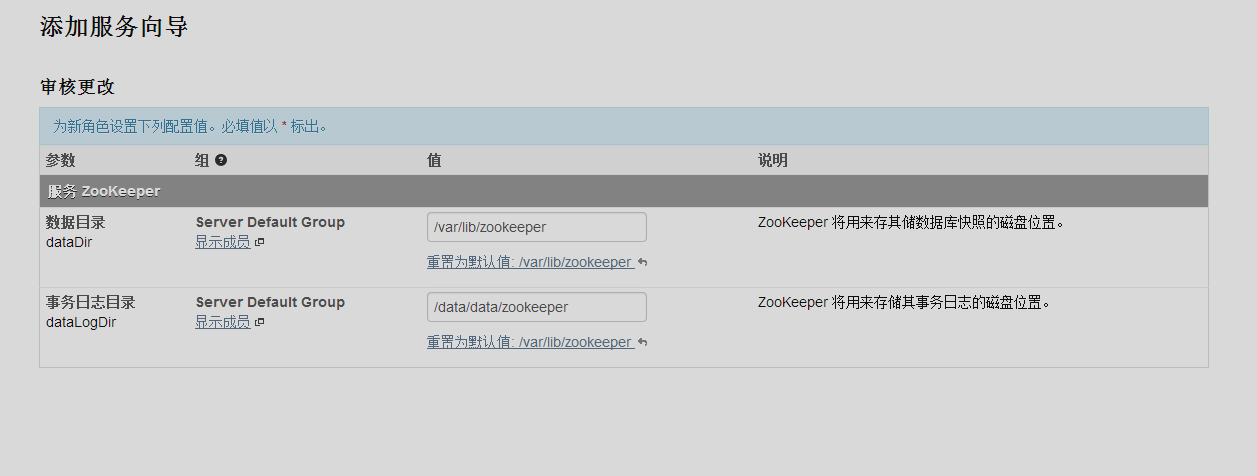 添加服务向导
审核更改
为新角色设置下列配置值。必填值以 * 标出。
参数 组 值 说明
服务 ZooKeeper
数据目录 Server Default Group /var/lib/zookeeper ZooKeeper 将用来存其储数据库快照的磁盘位置。
dataDir 显示成员
重置为默认值: /var/lib/zookeeper
事务日志目录 Server Default Group /data/data/zookeeper ZooKeeper 将用来存储其事务日志的磁盘位置。
dataLogDir 显示成员
重置为默认值: /var/lib/zookeeper